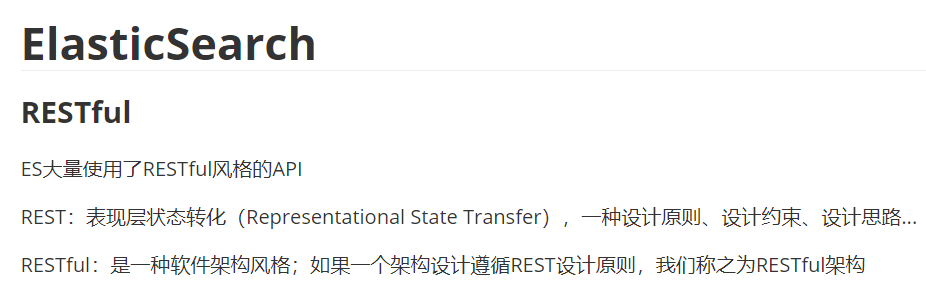 ElasticSearch
RESTful
ES大量使用了RESTful风格的API
REST：表现层状态转化（Representational State Transfer），一种设计原则、设计约束、设计思路...
RESTful：是一种软件架构风格；如果一个架构设计遵循REST设计原则，我们称之为RESTful架构